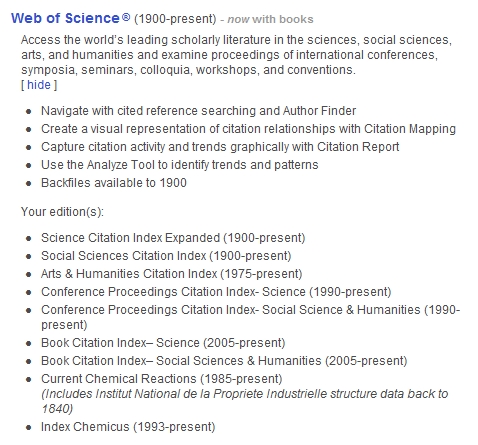 Web of Science® (1900-present) - now with books
Access the world's leading scholarly literature in the sciences, social sciences,
arts, and humanities and examine proceedings of international conferences,
symposia, seminars, colloquia, workshops, and conventions.
[ hide ]
● Navigate with cited reference searching and Author Finder
● Create a visual representation of citation relationships with Citation Mapping
● Capture citation activity and trends graphically with Citation Report
● Use the Analyze Tool to identify trends and patterns
● Backfiles available to 1900
Your edition(s):
● Science Citation Index Expanded (1900-present)
● Social Sciences Citation Index (1900-present)
● Arts & Humanities Citation Index (1975-present)
● Conference Proceedings Citation Index- Science (1990-present)
● Conference Proceedings Citation Index- Social Science & Humanities (1990-
present)
● Book Citation Index– Science (2005-present)
● Book Citation Index– Social Sciences & Humanities (2005-present)
● Current Chemical Reactions (1985-present)
(Includes Institut National de la Propriete Industrielle structure data back to
1840)
● Index Chemicus (1993-present)